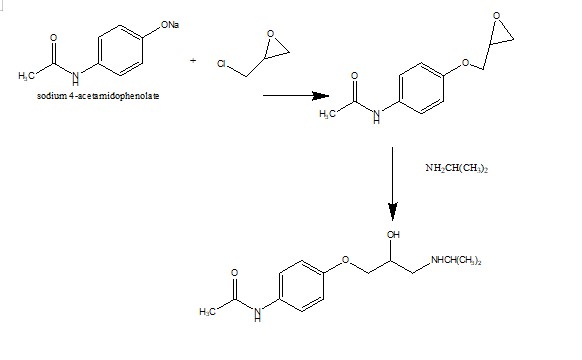 O
ONa
H₃C
N
H
sodium 4-acetamidophenolate
+
Cl
O
O
O
O
H₃C
N
H
NH₂CH(CH₃)₂
OH
O
NHCH(CH₃)₂
O
H₃C
N
H